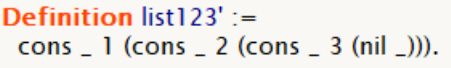 Definition list123' :=
cons _ 1 (cons _ 2 (cons _ 3 (nil _))).